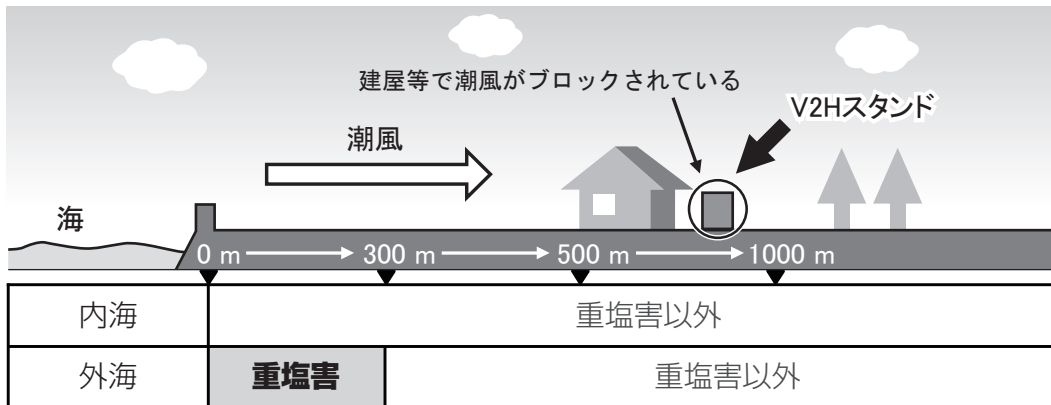 建屋等で潮風がブロックされている
V2Hスタンド
潮風
海
0 m 300 m 500 m 1000 m
内海 重塩害以外
外海 重塩害 重塩害以外